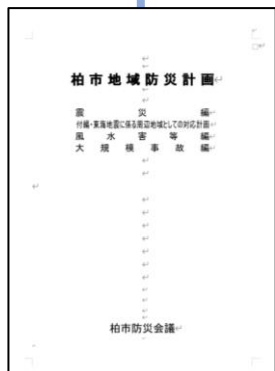 柏市地域防災計画
震災編
付編・東海地震に係る周辺地域としての対応計画
風水害等編
大規模事故編
柏市防災会議